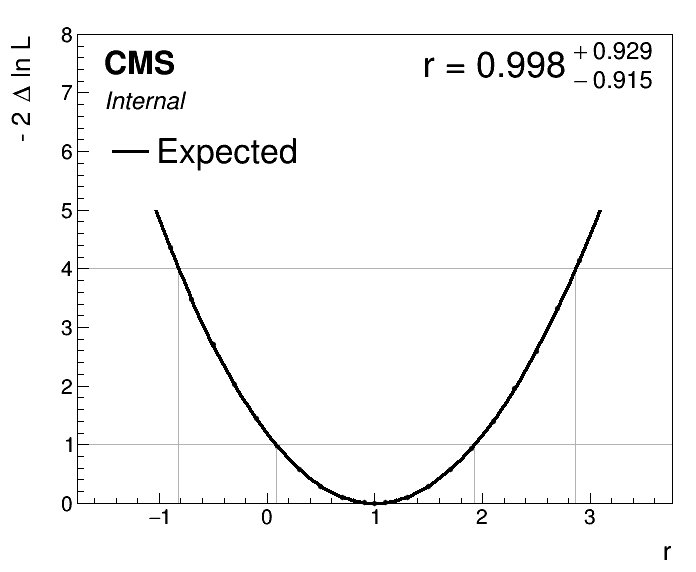 - 2 Δ ln L
CMS
Internal
r = 0.998 +0.929 −0.915
Expected
8
7
6
5
4
3
2
1
0
−1 0 1 2 3
r